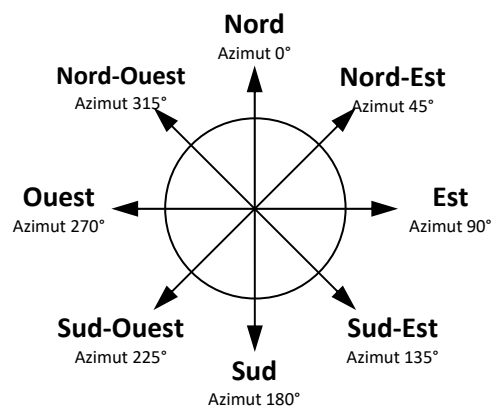 Nord
Azimut 0°
Nord-Ouest
Azimut 315°
Nord-Est
Azimut 45°
Ouest
Azimut 270°
Est
Azimut 90°
Sud-Ouest
Azimut 225°
Sud-Est
Azimut 135°
Sud
Azimut 180°